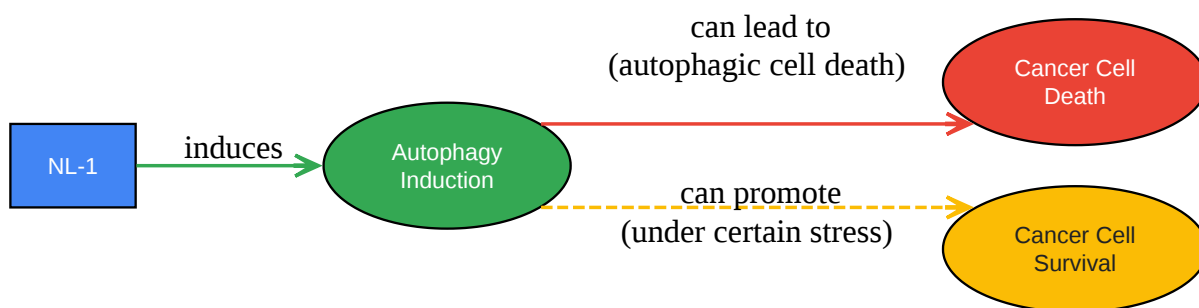 NL-1
induces
Autophagy
Induction
can lead to
(autophagic cell death)
Cancer Cell
Death
can promote
(under certain stress)
Cancer Cell
Survival